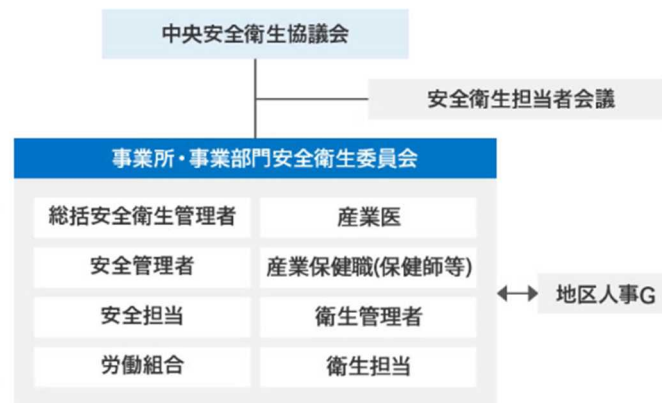 中央安全衛生協議会
安全衛生担当者会議
事業所・事業部門安全衛生委員会
総括安全衛生管理者
産業医
安全管理者
産業保健職(保健師等)
安全担当
衛生管理者
地区人事G
労働組合
衛生担当